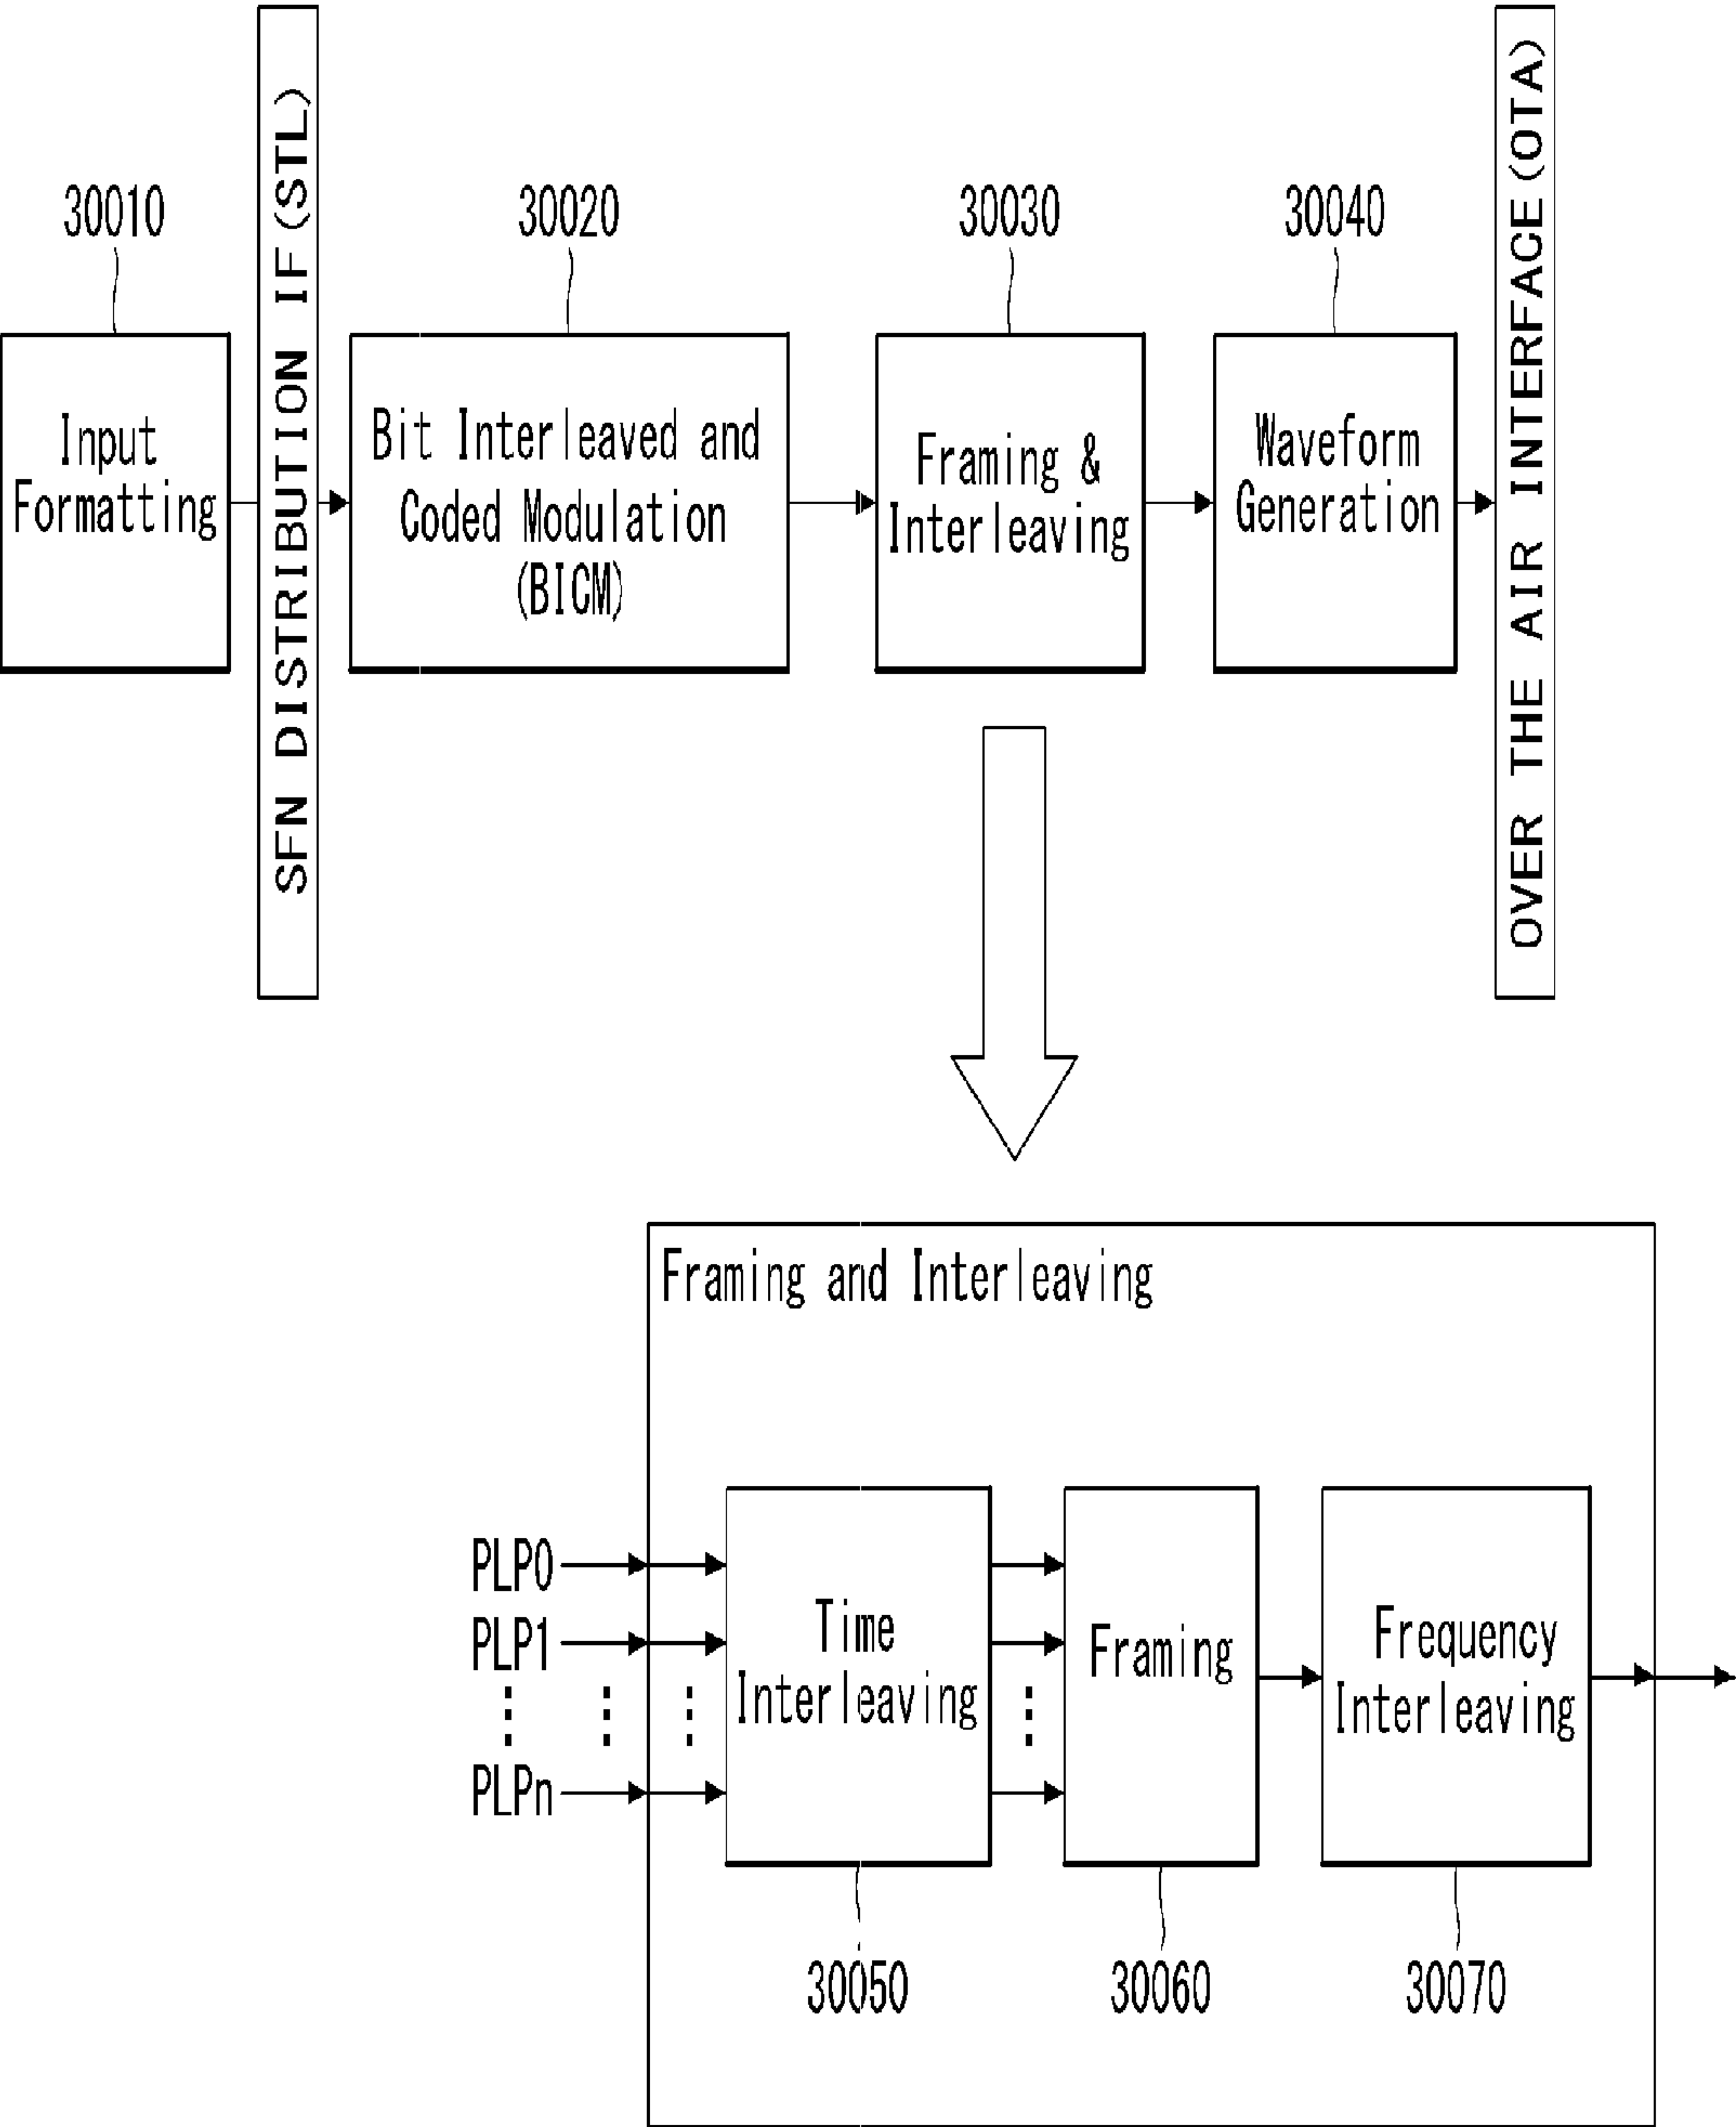 30010
30020
30030
30040
SFN DISTRIBUTION IF(STL)
OVER THE AIR INTERFACE(OTA)
Input
Formatting
Bit Interleaved and
Coded Modulation
(BICM)
Framing &
Interleaving
Waveform
Generation
Framing and Interleaving
PLP0
PLP1
PLPn
Time
Interleaving
Framing
Frequency
Interleaving
30050
30060
30070